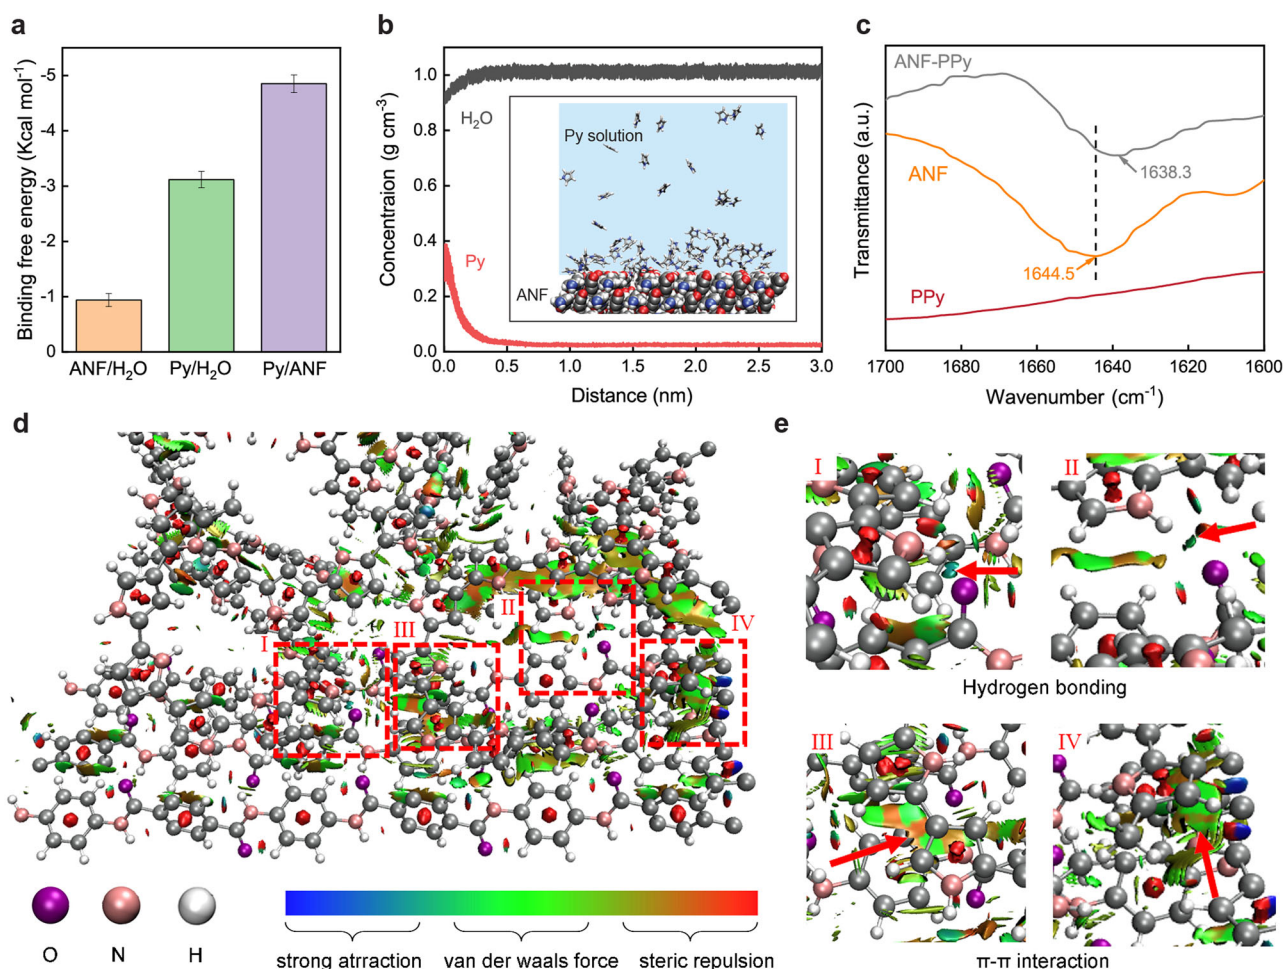 a
Binding free energy (Kcal mol⁻¹)
-5
-4
-3
-2
-1
0
ANF/H₂O
Py/H₂O
Py/ANF
b
Concentraion (g cm⁻³)
1.0
0.8
0.6
0.4
0.2
0.0
H₂O
Py solution
Py
ANF
0.0
0.5
1.0
1.5
2.0
2.5
3.0
Distance (nm)
c
Transmittance (a.u.)
ANF-PPy
1638.3
ANF
1644.5
PPy
1700
1680
1660
1640
1620
1600
Wavenumber (cm⁻¹)
d
I
II
III
IV
O
N
H
strong atrraction
van der waals force
steric repulsion
e
I
II
Hydrogen bonding
III
IV
π-π interaction